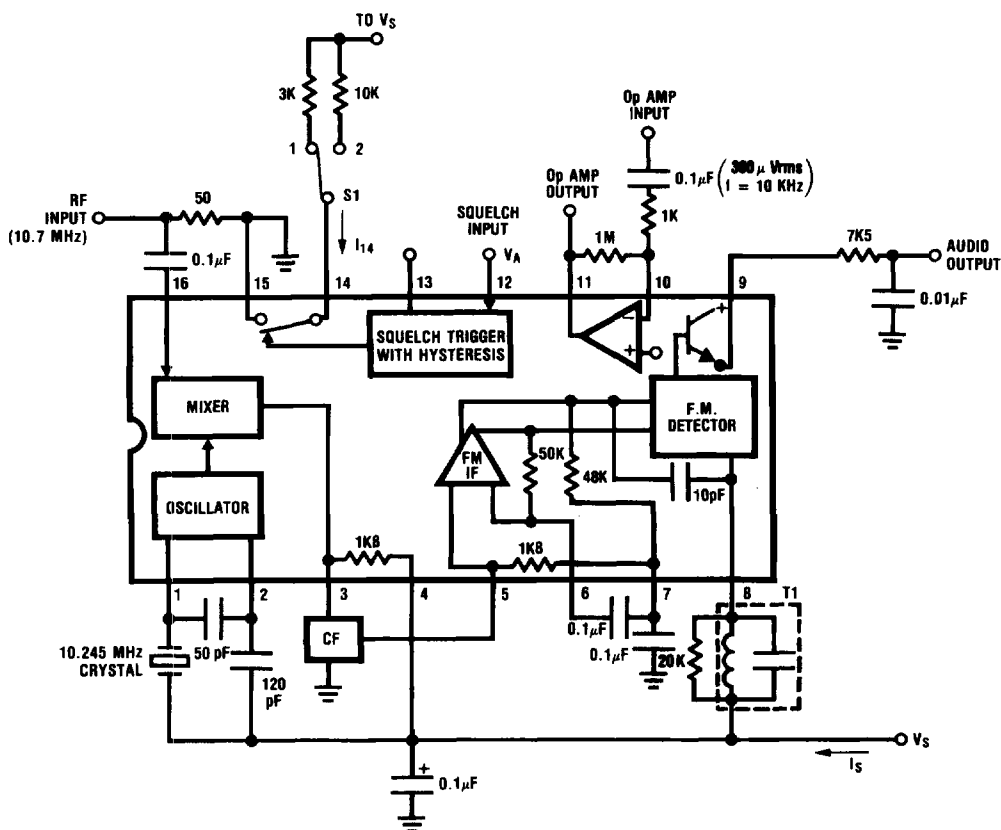 TO VS
3K
10K
1
2
S1
I14
Op AMP
INPUT
0.1µF
(300 µ Vrms
f = 10 KHz)
1K
Op AMP
OUTPUT
1M
RF
INPUT
(10.7 MHz)
50
0.1µF
SQUELCH
INPUT
VA
7K5
AUDIO
OUTPUT
0.01µF
16
15
14
13
12
11
10
9
SQUELCH TRIGGER
WITH HYSTERESIS
-
+
+
MIXER
F.M.
DETECTOR
FM
IF
50K
48K
10pF
OSCILLATOR
1K8
1K8
1
2
3
4
5
6
7
8
T1
CF
10.245 MHz
CRYSTAL
50 pF
120
pF
0.1µF
0.1µF
20K
VS
IS
+
0.1µF